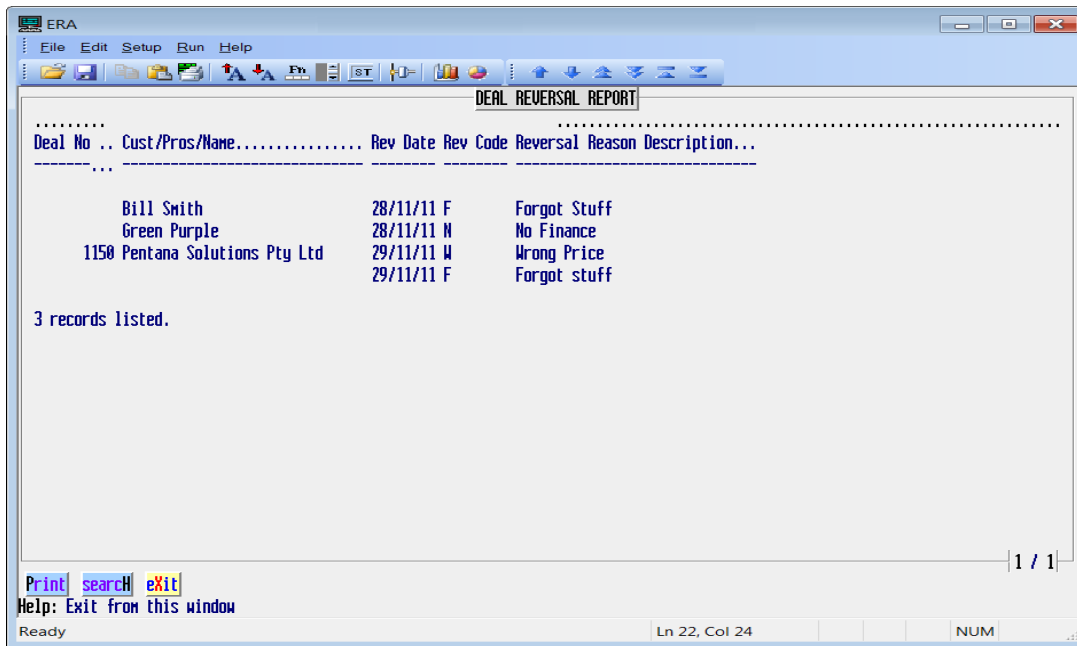 ERA
File Edit Setup Run Help
Fn ST
DEAL REVERSAL REPORT
......... ................................................................
Deal No .. Cust/Pros/Name................ Rev Date Rev Code Reversal Reason Description...
-------... ------------------------------ -------- -------- ------------------------------
Bill Smith 28/11/11 F Forgot Stuff
Green Purple 28/11/11 N No Finance
1150 Pentana Solutions Pty Ltd 29/11/11 W Wrong Price
29/11/11 F Forgot stuff
3 records listed.
1 / 1
Print searcH eXit
Help: Exit from this window
Ready Ln 22, Col 24 NUM